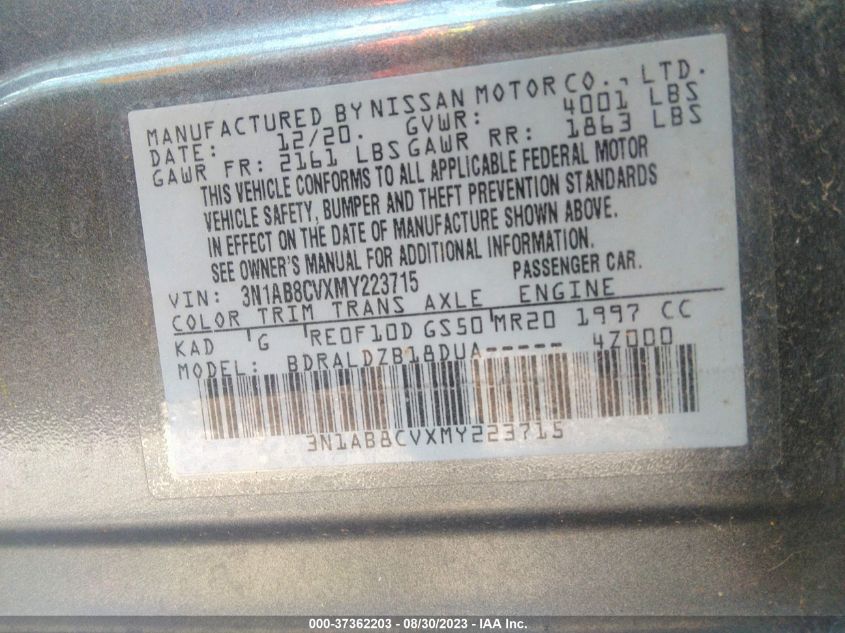 MANUFACTURED BY NISSAN MOTOR CO., LTD.
DATE: 12/20. GVWR: 4001 LBS
GAWR FR: 2161 LBS GAWR RR: 1863 LBS
THIS VEHICLE CONFORMS TO ALL APPLICABLE FEDERAL MOTOR
VEHICLE SAFETY, BUMPER AND THEFT PREVENTION STANDARDS
IN EFFECT ON THE DATE OF MANUFACTURE SHOWN ABOVE.
SEE OWNER'S MANUAL FOR ADDITIONAL INFORMATION.
VIN: 3N1AB8CVXMY223715 PASSENGER CAR.
COLOR TRIM TRANS AXLE ENGINE
KAD G RE0F10D GS50 MR20 1997 CC
MODEL: BDRALDZB18DUA----- 4Z000
3N1AB8CVXMY223715
000-37362203 - 08/30/2023 - IAA Inc.